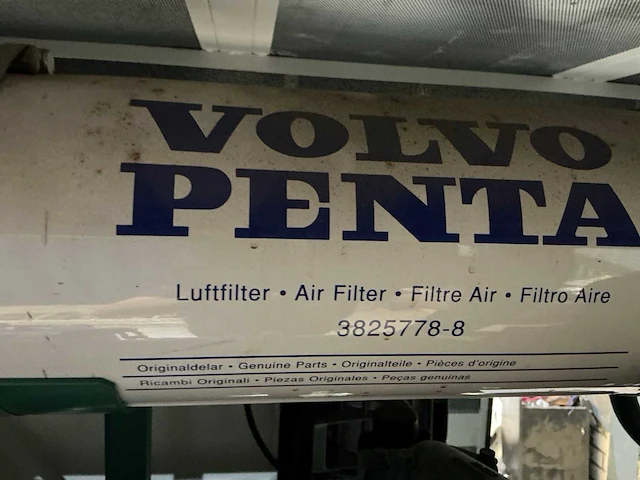 VOLVO
PENTA
Luftfilter • Air Filter • Filtre Air • Filtro Aire
3825778-8
Originaldelar • Genuine Parts • Originalteile • Pièces d'origine
Ricambi Originali • Piezas Originales • Peças genuinas